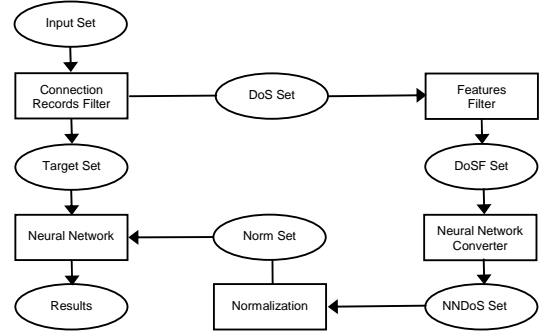 Input Set
Connection
Records Filter
DoS Set
Features
Filter
Target Set
DoSF Set
Neural Network
Norm Set
Neural Network
Converter
Results
Normalization
NNDoS Set